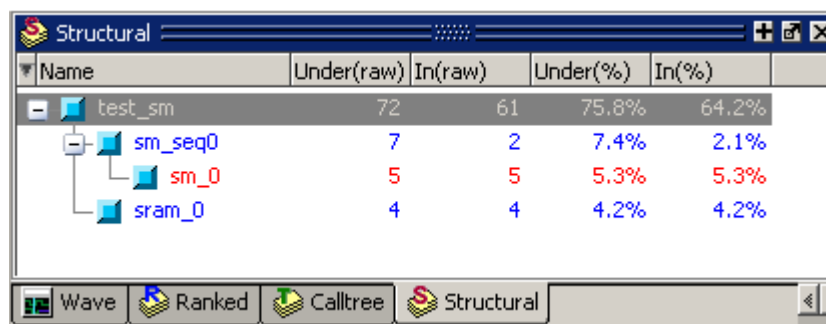 Structural
Name Under(raw) In(raw) Under(%) In(%)
test_sm 72 61 75.8% 64.2%
sm_seq0 7 2 7.4% 2.1%
sm_0 5 5 5.3% 5.3%
sram_0 4 4 4.2% 4.2%
Wave Ranked Calltree Structural